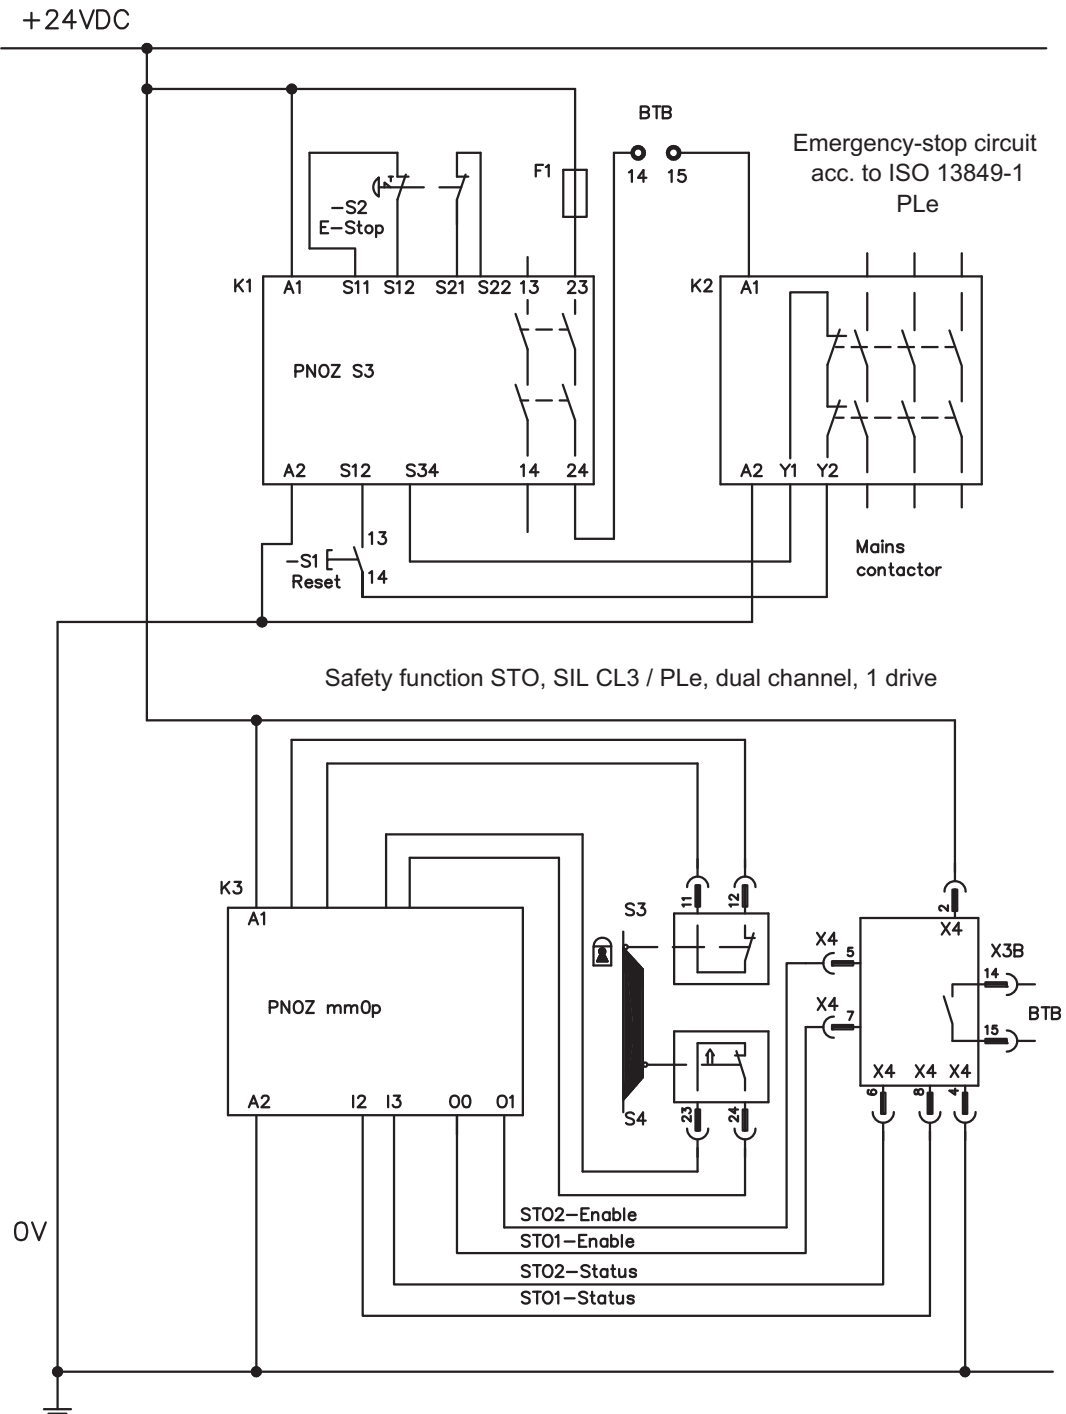 +24VDC
BTB
Emergency-stop circuit
acc. to ISO 13849-1
PLe
F1
14 15
-S2
E-Stop
K1 A1 S11 S12 S21 S22 13 23
K2 A1
PNOZ S3
A2 S12 S34 14 24
A2 Y1 Y2
13
-S1
14
Reset
Mains
contactor
Safety function STO, SIL CL3 / PLe, dual channel, 1 drive
K3
A1
11 12
2
S3
X4
X4
5
X3B
14
PNOZ mm0p
X4
7
BTB
15
X4 X4 X4
A2 I2 I3 O0 O1
6 8 4
23 24
S4
STO2-Enable
0V
STO1-Enable
STO2-Status
STO1-Status